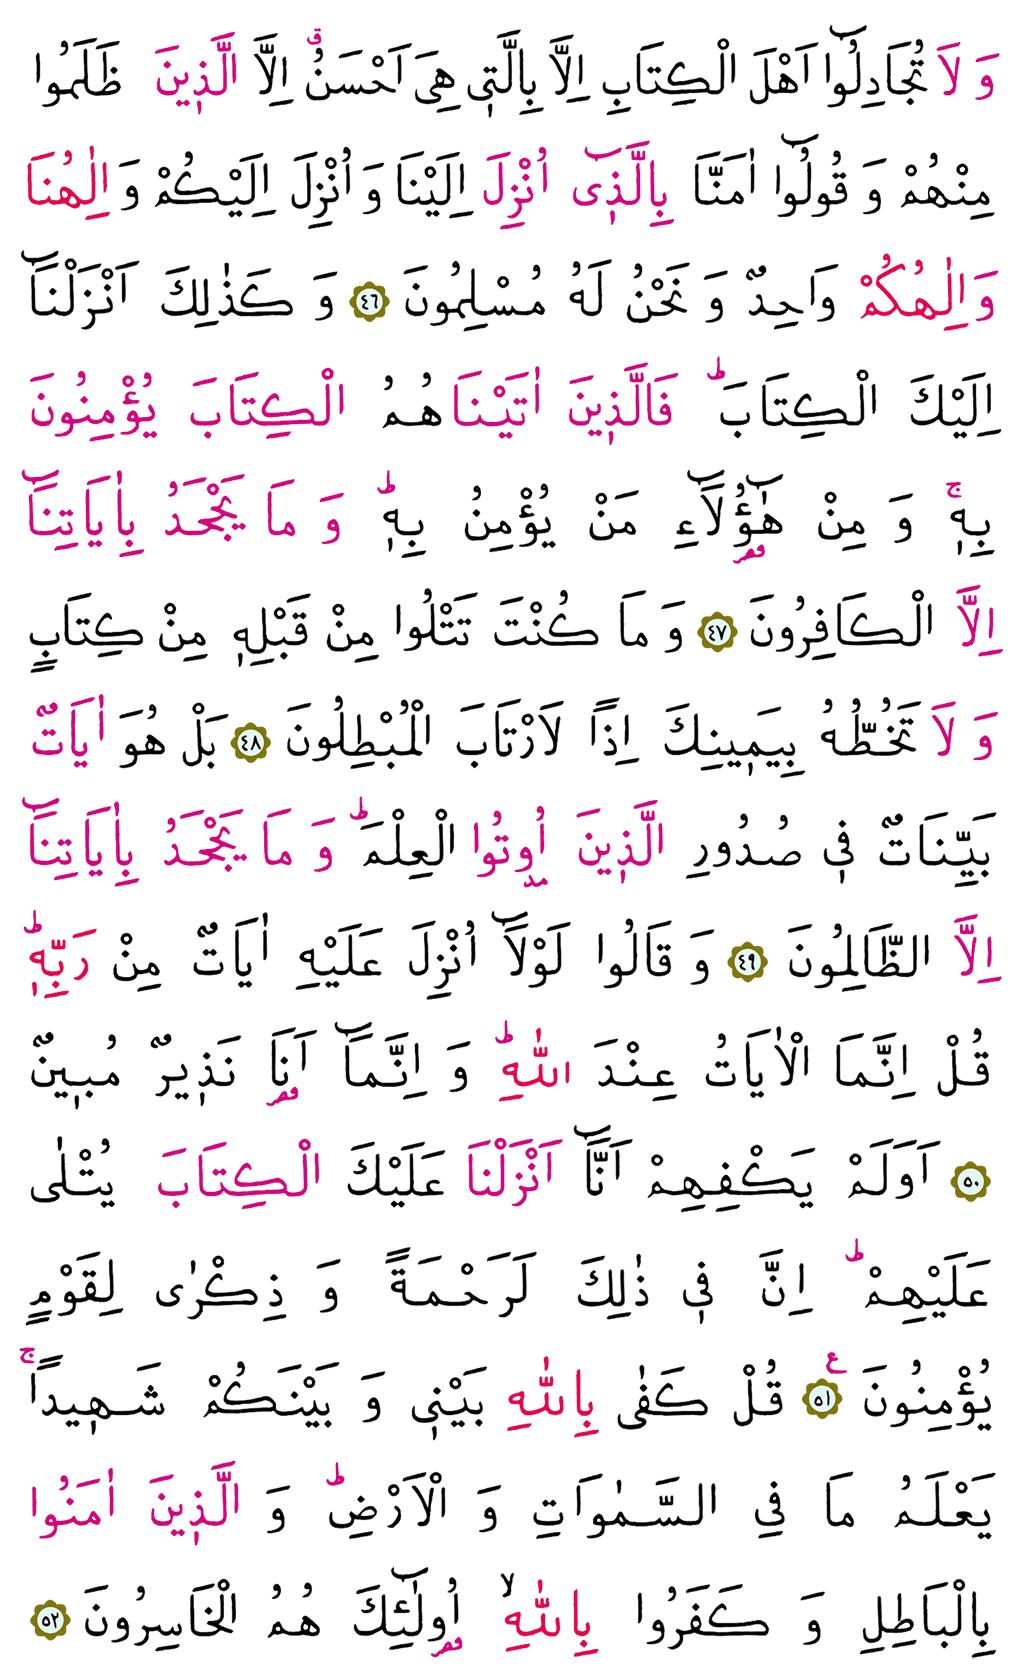 وَ لَا تُجَادِلُٓوا اَهْلَ الْكِتَابِ اِلَّا بِالَّتٖي هِيَ اَحْسَنُࣗ اِلَّا الَّذٖينَ ظَلَمُوا
مِنْهُمْ وَ قُولُٓوا اٰمَنَّا بِالَّذٖٓى اُنْزِلَ اِلَيْنَا وَ اُنْزِلَ اِلَيْكُمْ وَ اِلٰهُنَا
وَ اِلٰهُكُمْ وَاحِدٌ وَ نَحْنُ لَهُ مُسْلِمُونَ ﴿٤٦﴾ وَ كَذٰلِكَ اَنْزَلْنَٓا
اِلَيْكَ الْكِتَابَؕ فَالَّذٖينَ اٰتَيْنَا هُمُ الْكِتَابَ يُؤْمِنُونَ
بِهٖۚ وَ مِنْ هٰٓؤُلَٓاءِ مَنْ يُؤْمِنُ بِهٖؕ وَ مَا يَجْحَدُ بِاٰيَاتِنَٓا
اِلَّا الْكَافِرُونَ ﴿٤٧﴾ وَ مَا كُنْتَ تَتْلُوا مِنْ قَبْلِهٖ مِنْ كِتَابٍ
وَ لَا تَخُطُّهُ بِيَمٖينِكَ اِذًا لَارْتَابَ الْمُبْطِلُونَ ﴿٤٨﴾ بَلْ هُوَ اٰيَاتٌ
بَيِّنَاتٌ فٖي صُدُورِ الَّذٖينَ اُوتُوا الْعِلْمَؕ وَ مَا يَجْحَدُ بِاٰيَاتِنَٓا
اِلَّا الظَّالِمُونَ ﴿٤٩﴾ وَ قَالُوا لَوْلَٓا اُنْزِلَ عَلَيْهِ اٰيَاتٌ مِنْ رَبِّهٖؕ
قُلْ اِنَّمَا الْاٰيَاتُ عِنْدَ اللّٰهِؕ وَ اِنَّمَٓا اَنَا نَذٖيرٌ مُبٖينٌ
﴿٥٠﴾ اَوَلَمْ يَكْفِهِمْ اَنَّٓا اَنْزَلْنَا عَلَيْكَ الْكِتَابَ يُتْلٰى
عَلَيْهِمْؕ اِنَّ فٖي ذٰلِكَ لَرَحْمَةً وَ ذِكْرٰى لِقَوْمٍ
يُؤْمِنُونَ ﴿٥١﴾ ع قُلْ كَفٰى بِاللّٰهِ بَيْنٖي وَ بَيْنَكُمْ شَهٖيدًاۚ
يَعْلَمُ مَا فِي السَّمٰوَاتِ وَ الْاَرْضِؕ وَ الَّذٖينَ اٰمَنُوا
بِالْبَاطِلِ وَ كَفَرُوا بِاللّٰهِۙ اُولٰٓئِكَ هُمُ الْخَاسِرُونَ ﴿٥٢﴾